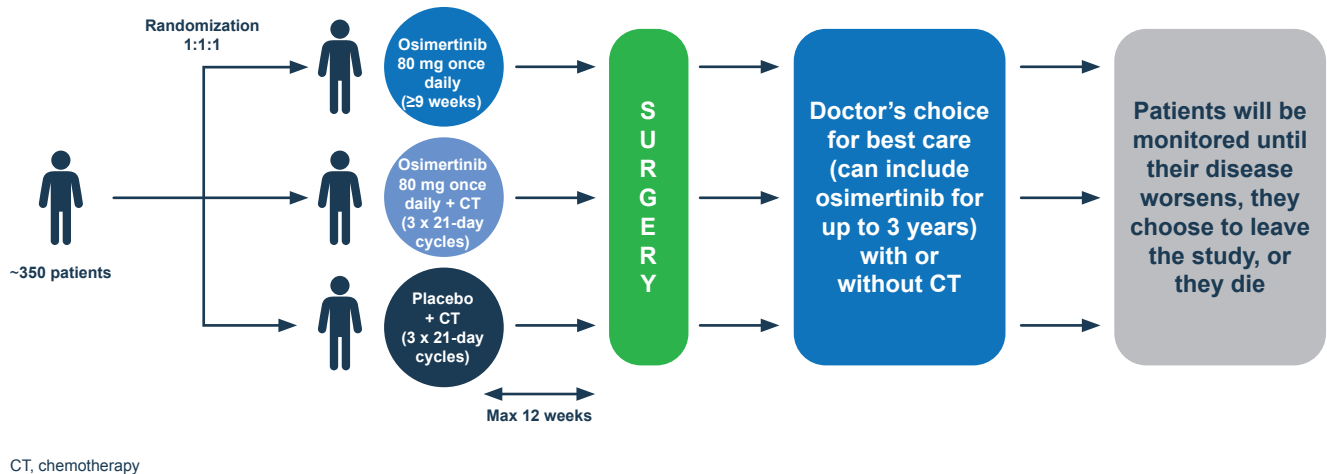 Randomization
1:1:1
~350 patients
Osimertinib
80 mg once
daily
(≥9 weeks)
Osimertinib
80 mg once
daily + CT
(3 x 21-day
cycles)
Placebo
+ CT
(3 x 21-day
cycles)
Max 12 weeks
S
U
R
G
E
R
Y
Doctor’s choice
for best care
(can include
osimertinib for
up to 3 years)
with or
without CT
Patients will be
monitored until
their disease
worsens, they
choose to leave
the study, or
they die
CT, chemotherapy